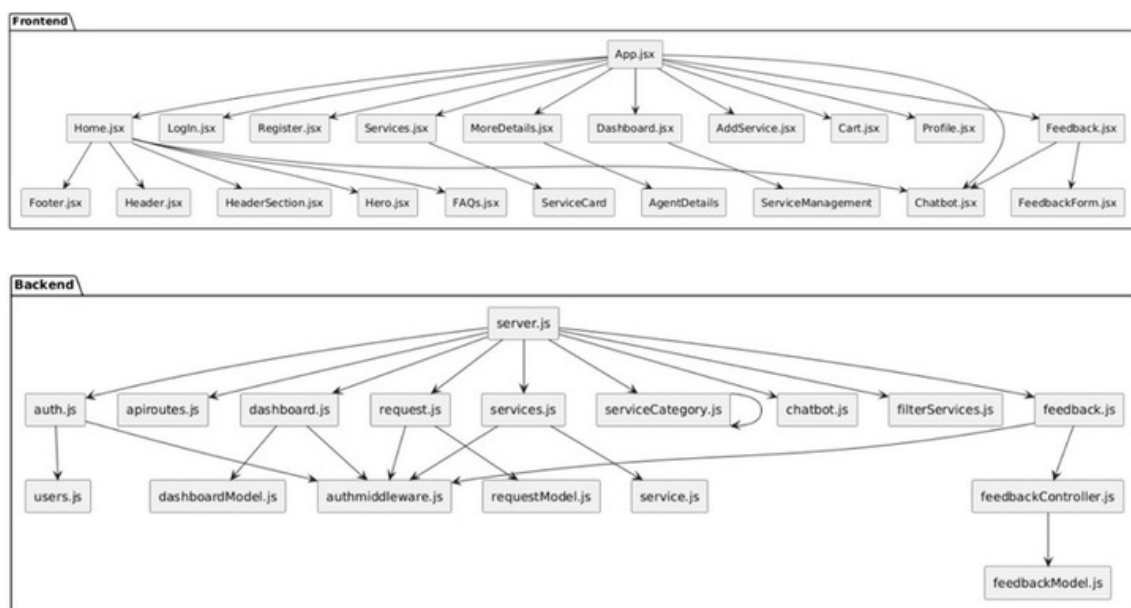 Frontend
App.jsx
Home.jsx LogIn.jsx Register.jsx Services.jsx MoreDetails.jsx Dashboard.jsx AddService.jsx Cart.jsx Profile.jsx Feedback.jsx
Footer.jsx Header.jsx HeaderSection.jsx Hero.jsx FAQs.jsx ServiceCard AgentDetails ServiceManagement Chatbot.jsx FeedbackForm.jsx
Backend
server.js
auth.js apiroutes.js dashboard.js request.js services.js serviceCategory.js chatbot.js filterServices.js feedback.js
users.js dashboardModel.js authmiddleware.js requestModel.js service.js feedbackController.js
feedbackModel.js